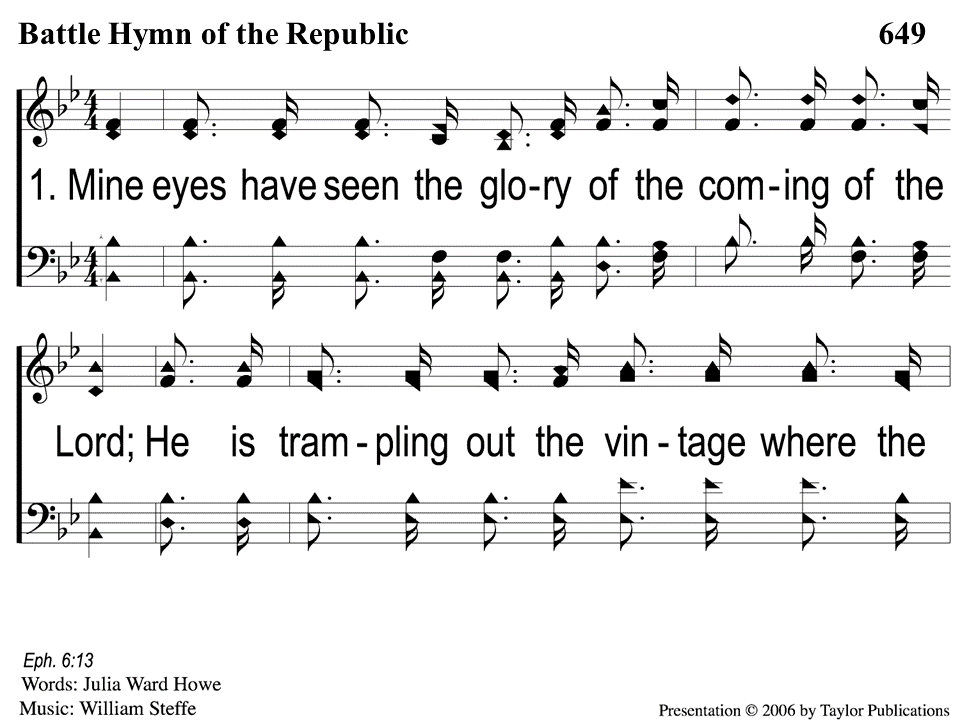 Battle Hymn of the Republic 649
1. Mine eyes have seen the glo-ry of the com-ing of the
Lord; He is tram-pling out the vin-tage where the
Eph. 6:13
Words: Julia Ward Howe
Music: William Steffe
Presentation © 2006 by Taylor Publications